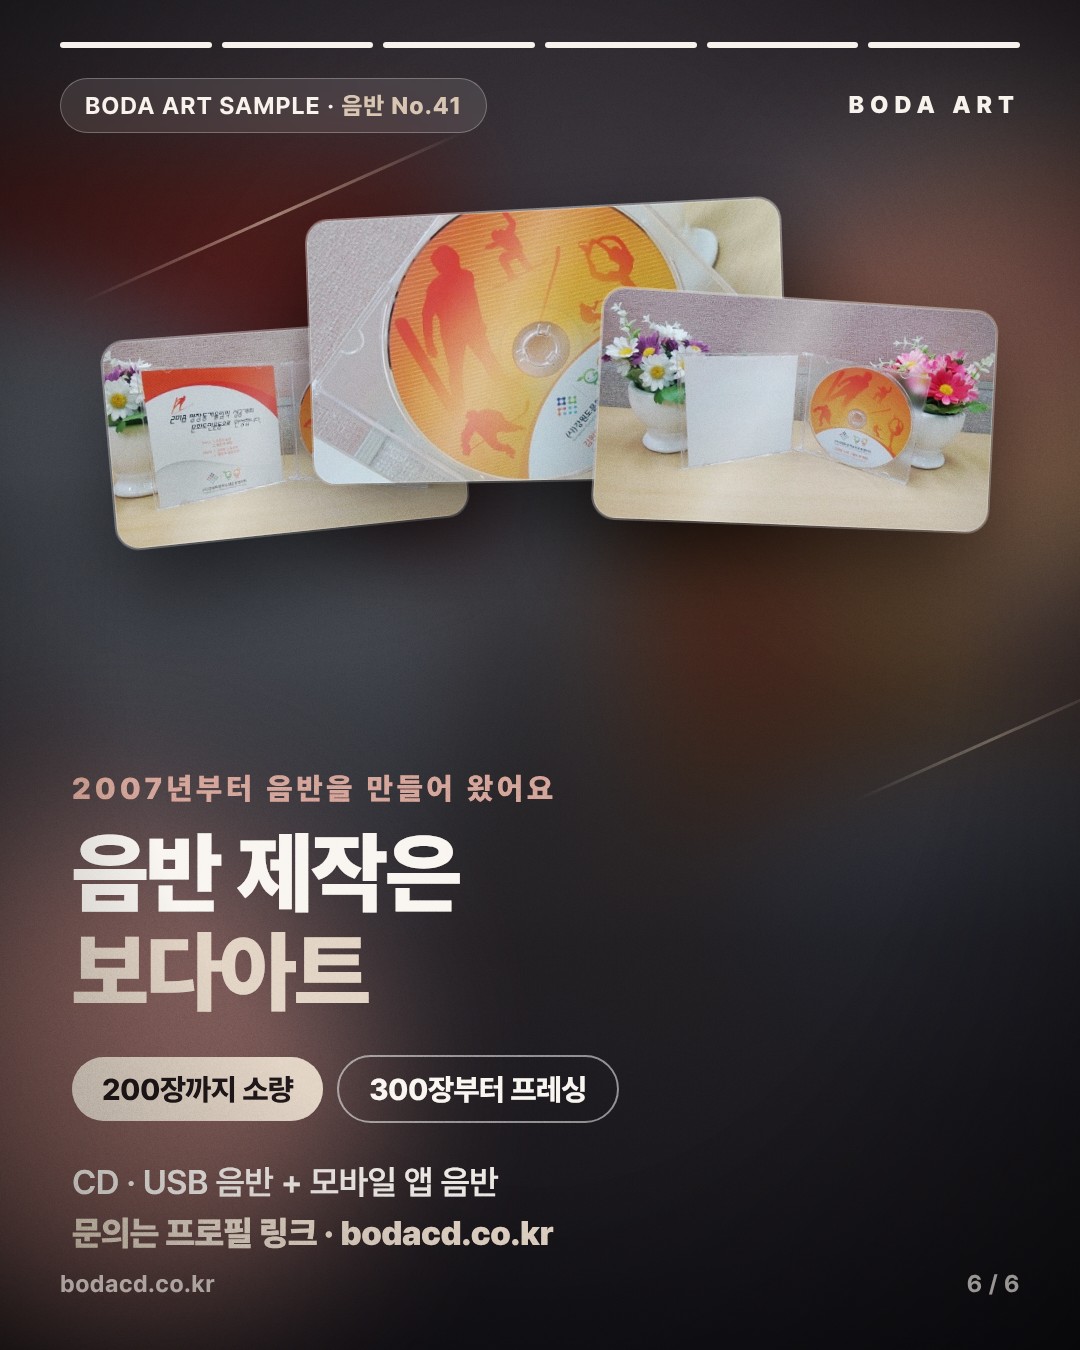 BODA ART SAMPLE · 음반 No.41
BODA ART
2018
2007년부터 음반을 만들어 왔어요
음반 제작은
보다아트
200장까지 소량
300장부터 프레싱
CD · USB 음반 + 모바일 앱 음반
문의는 프로필 링크 · bodacd.co.kr
bodacd.co.kr
6 / 6